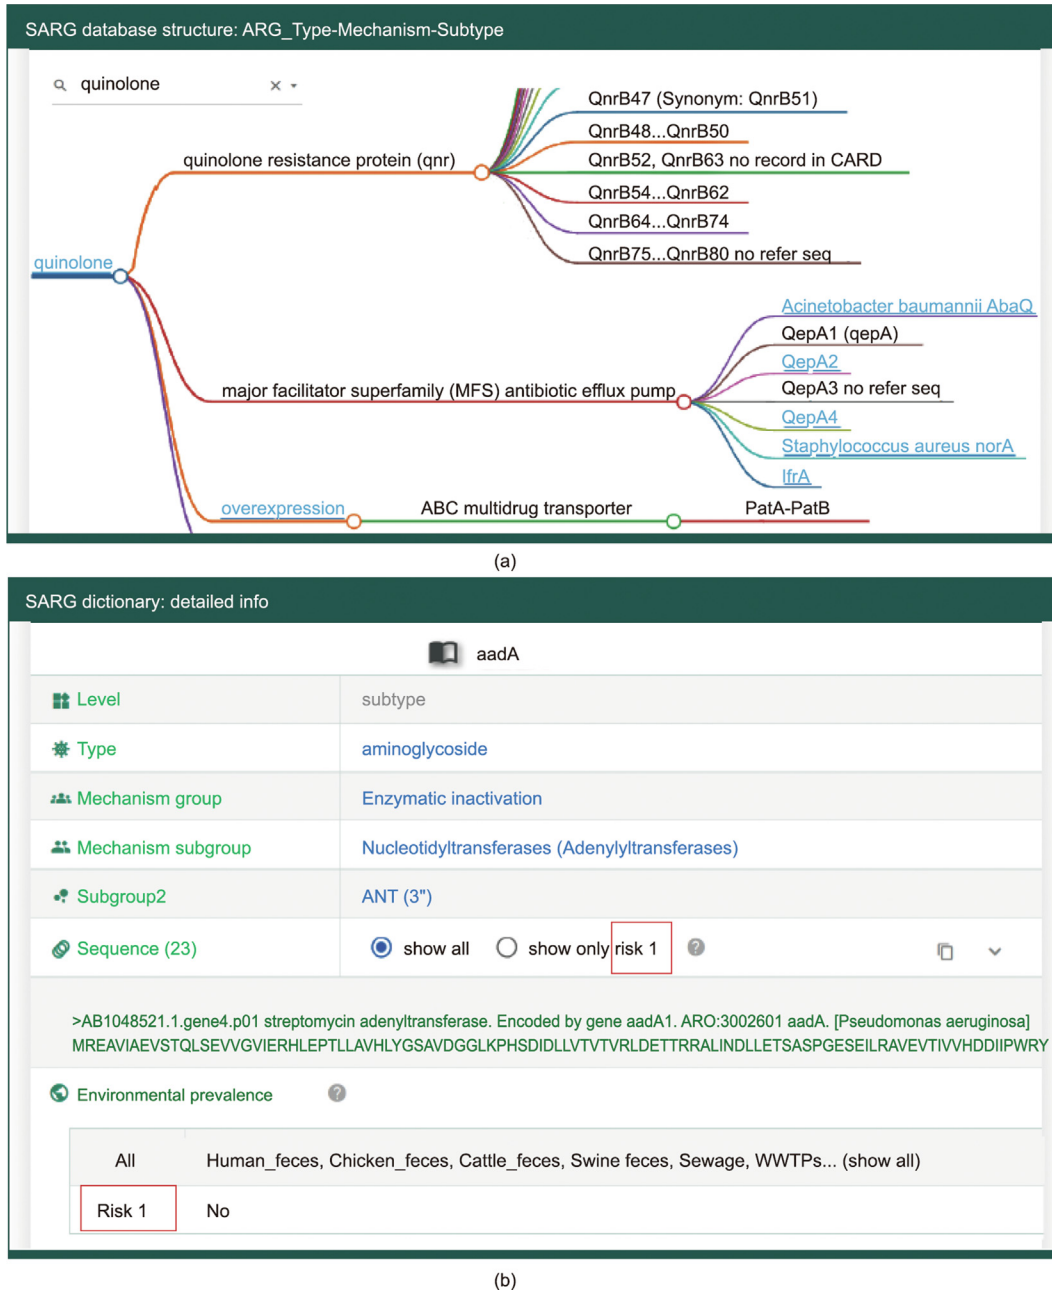 SARG database structure: ARG_Type-Mechanism-Subtype
quinolone
QnrB47 (Synonym: QnrB51)
QnrB48...QnrB50
quinolone resistance protein (qnr)
QnrB52, QnrB63 no record in CARD
QnrB54...QnrB62
QnrB64...QnrB74
QnrB75...QnrB80 no refer seq
quinolone
Acinetobacter baumannii AbaQ
QepA1 (qepA)
QepA2
major facilitator superfamily (MFS) antibiotic efflux pump
QepA3 no refer seq
QepA4
Staphylococcus aureus norA
lfrA
overexpression
ABC multidrug transporter
PatA-PatB
(a)
SARG dictionary: detailed info
aadA
Level
subtype
Type
aminoglycoside
Mechanism group
Enzymatic inactivation
Mechanism subgroup
Nucleotidyltransferases (Adenylyltransferases)
Subgroup2
ANT (3")
Sequence (23)
show all
show only risk 1
>AB1048521.1.gene4.p01 streptomycin adenyltransferase. Encoded by gene aadA1. ARO:3002601 aadA. [Pseudomonas aeruginosa]
MREAVIAEVSTQLSEVVGVIERHLEPTLLAVHLYGSAVDGGLKPHSDIDLLVTVTVRLDETTRRALINDLLETSASPGESEILRAVEVTIVVHDDIIPWRY
Environmental prevalence
All
Human_feces, Chicken_feces, Cattle_feces, Swine feces, Sewage, WWTPs... (show all)
Risk 1
No
(b)